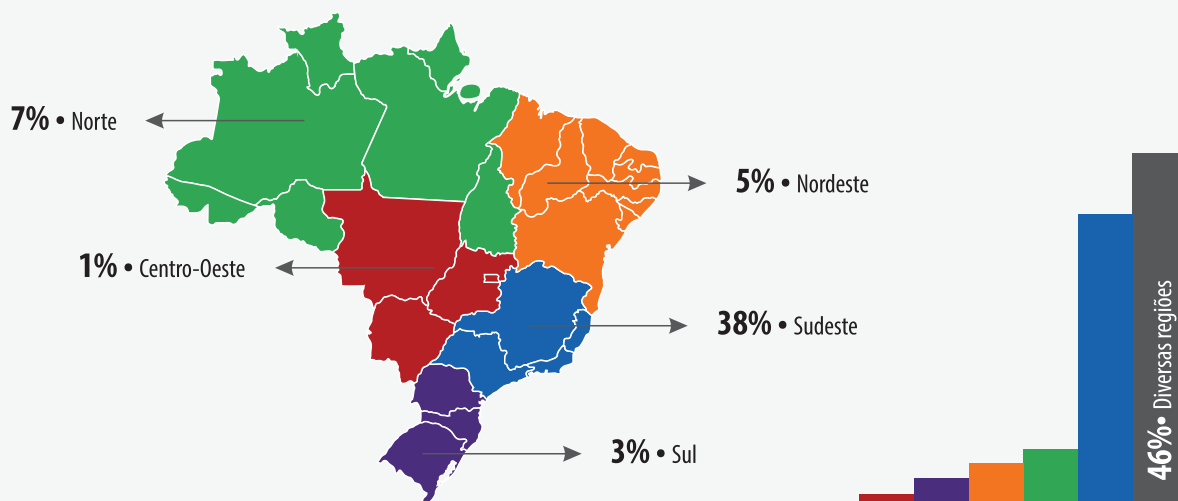 7% • Norte
5% • Nordeste
1% • Centro-Oeste
38% • Sudeste
3% • Sul
46% • Diversas regiões